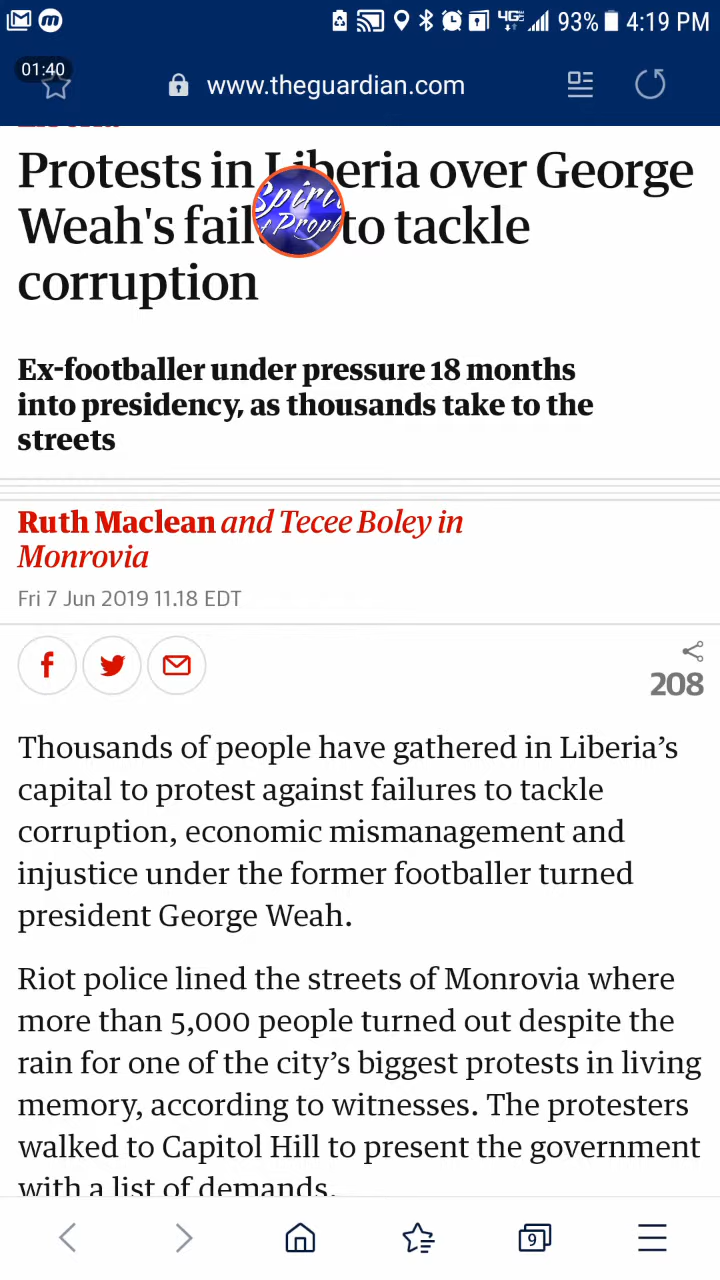 93% 4:19 PM
01:40
www.theguardian.com
Protests in Liberia over George
Weah's to tackle
corruption
Ex-footballer under pressure 18 months
into presidency, as thousands take to the
streets
Ruth Maclean and Tecee Boley in
Monrovia
Fri 7 Jun 2019 11.18 EDT
208
Thousands of people have gathered in Liberia’s
capital to protest against failures to tackle
corruption, economic mismanagement and
injustice under the former footballer turned
president George Weah.
Riot police lined the streets of Monrovia where
more than 5,000 people turned out despite the
rain for one of the city’s biggest protests in living
memory, according to witnesses. The protesters
walked to Capitol Hill to present the government
with a list of demands.
9